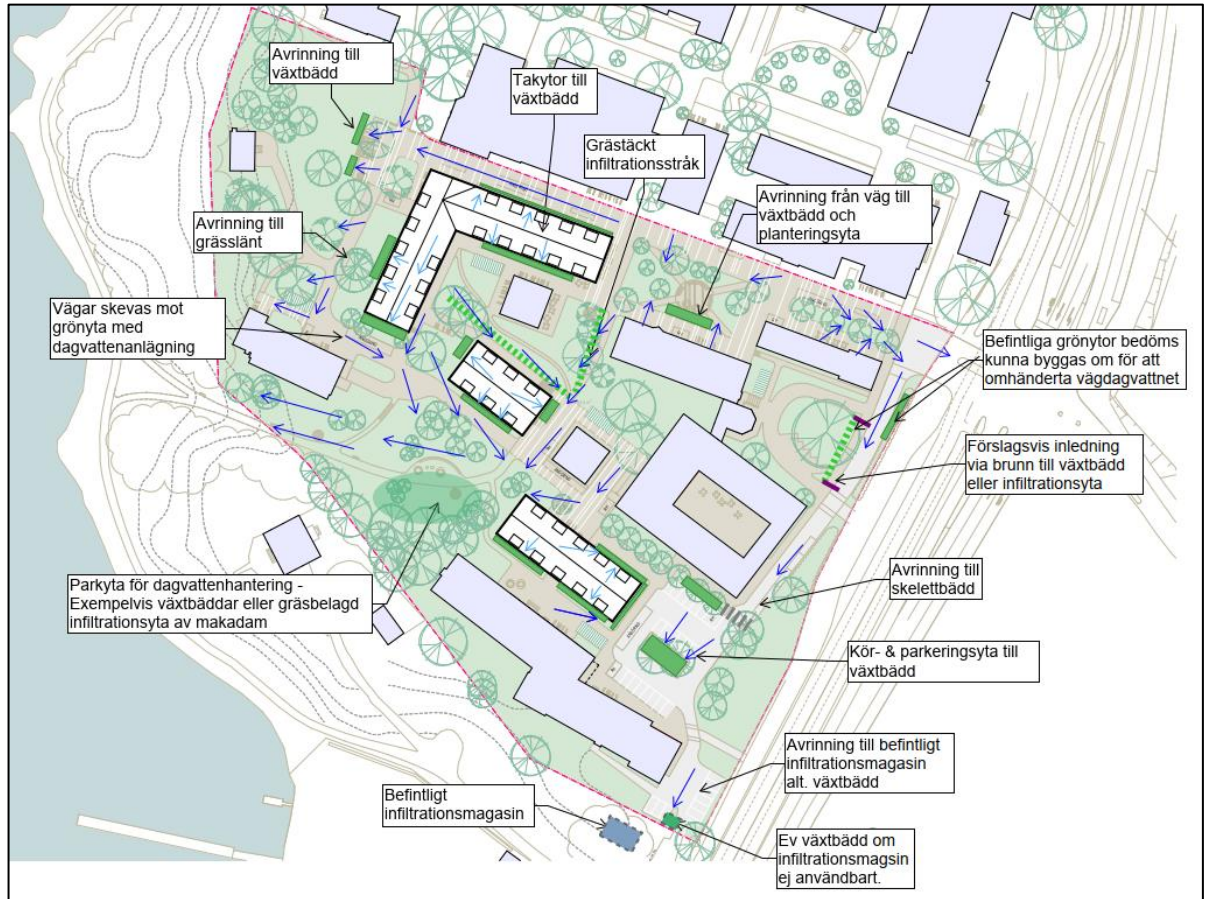 Avrinning till
växtbädd
Takytor till
växtbädd
Grästäckt
infiltrationsstråk
Avrinning från väg till
växtbädd och
planteringsyta
Avrinning till
grässlänt
Vägar skevas mot
grönyta med
dagvattenanlägning
Befintliga grönytor bedöms
kunna byggas om för att
omhänderta vägdagvattnet
Förslagsvis inledning
via brunn till växtbädd
eller infiltrationsyta
Parkyta för dagvattenhantering -
Exempelvis växtbäddar eller gräsbelagd
infiltrationsyta av makadam
Avrinning till
skelettbädd
Kör- & parkeringsyta till
växtbädd
Avrinning till befintligt
infiltrationsmagasin
alt. växtbädd
Befintligt
infiltrationsmagasin
Ev växtbädd om
infiltrationsmagsin
ej användbart.